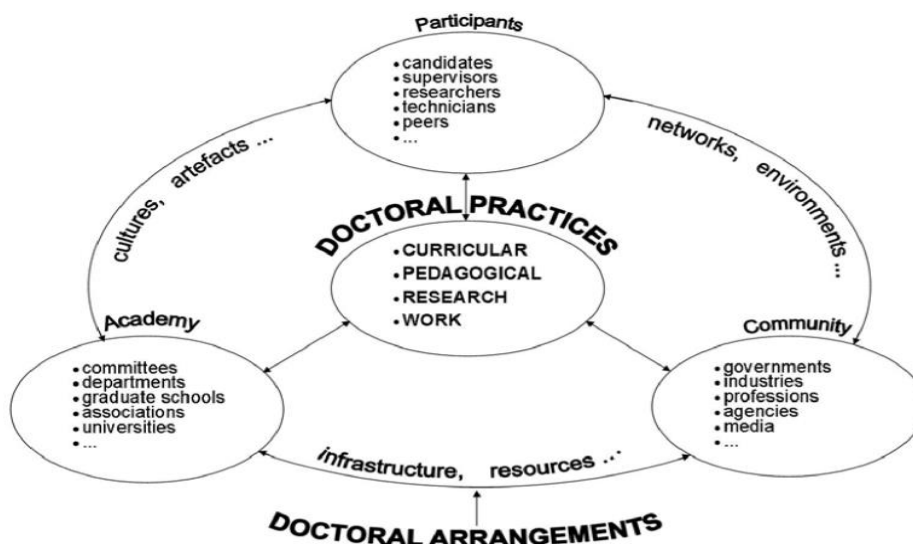 Participants
• candidates
• supervisors
• researchers
• technicians
• peers
• ...
cultures, artefacts ...
networks, environments ...
DOCTORAL PRACTICES
• CURRICULAR
• PEDAGOGICAL
• RESEARCH
• WORK
Academy
• committees
• departments
• graduate schools
• associations
• universities
• ...
Community
• governments
• industries
• professions
• agencies
• media
• ...
infrastructure, resources ...
DOCTORAL ARRANGEMENTS